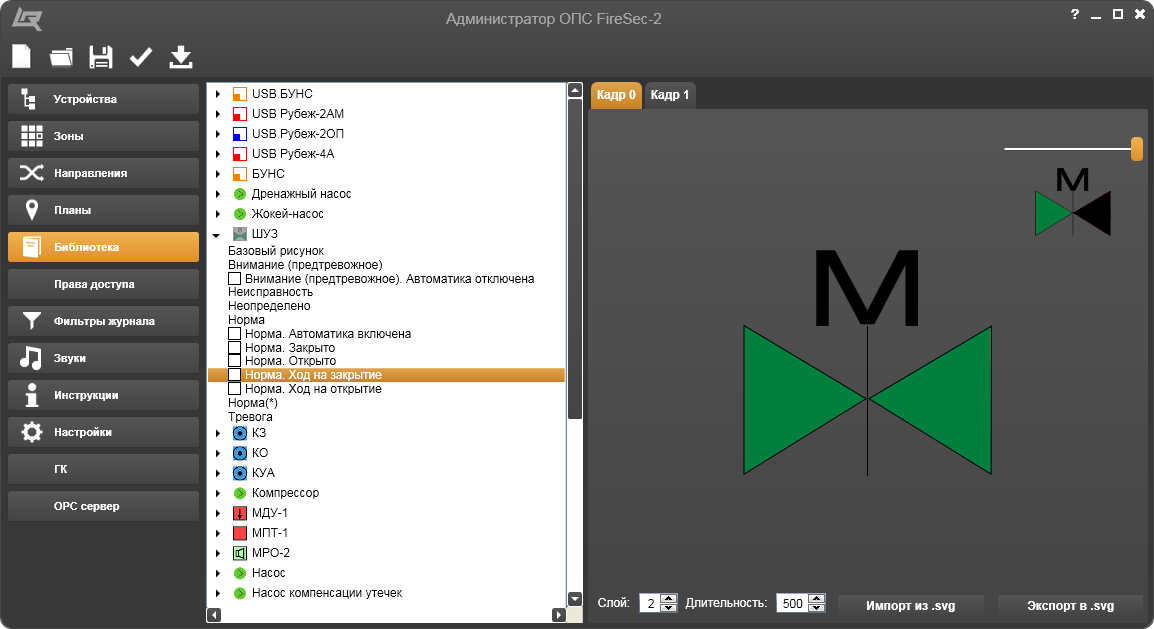 Администратор ОПС FireSec-2
?
Устройства
Зоны
Направления
Планы
Библиотека
Права доступа
Фильтры журнала
Звуки
Инструкции
Настройки
ГК
OPC сервер
USB БУНС
USB Рубеж-2АМ
USB Рубеж-2ОП
USB Рубеж-4А
БУНС
Дренажный насос
Жокей-насос
ШУЗ
Базовый рисунок
Внимание (предтревожное)
Внимание (предтревожное). Автоматика отключена
Неисправность
Неопределено
Норма
Норма. Автоматика включена
Норма. Закрыто
Норма. Открыто
Норма. Ход на закрытие
Норма. Ход на открытие
Норма(*)
Тревога
КЗ
КО
КУА
Компрессор
МДУ-1
МПТ-1
МРО-2
Насос
Насос компенсации утечек
Кадр 0 Кадр 1
М
М
Слой: 2 Длительность: 500 Импорт из .svg Экспорт в .svg